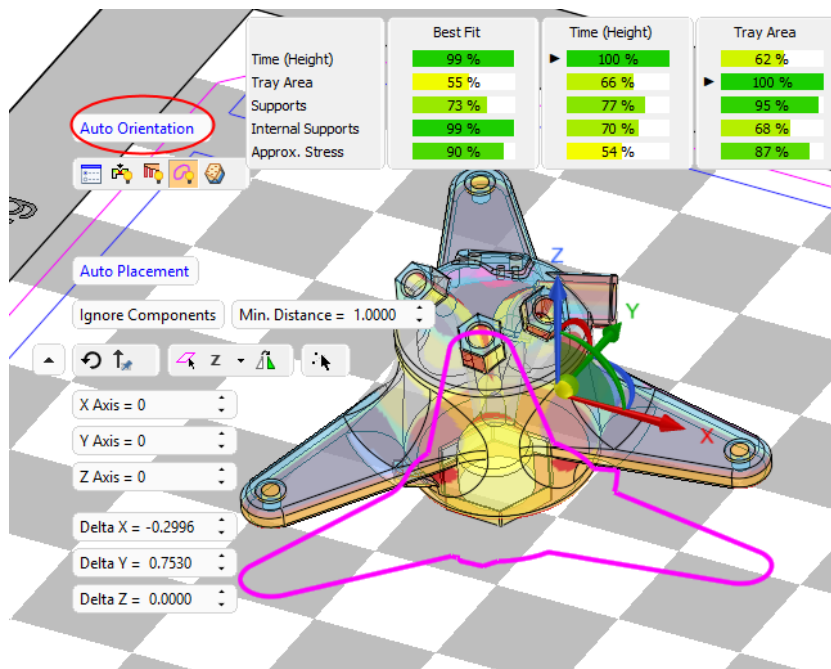 Best Fit Time (Height) Tray Area
Time (Height) 99 % 100 % 62 %
Tray Area 55 % 66 % 100 %
Supports 73 % 77 % 95 %
Internal Supports 99 % 70 % 68 %
Approx. Stress 90 % 54 % 87 %
Auto Orientation
Auto Placement
Ignore Components Min. Distance = 1.0000
Z
Y
X
Z
X Axis = 0
Y Axis = 0
Z Axis = 0
Delta X = -0.2996
Delta Y = 0.7530
Delta Z = 0.0000